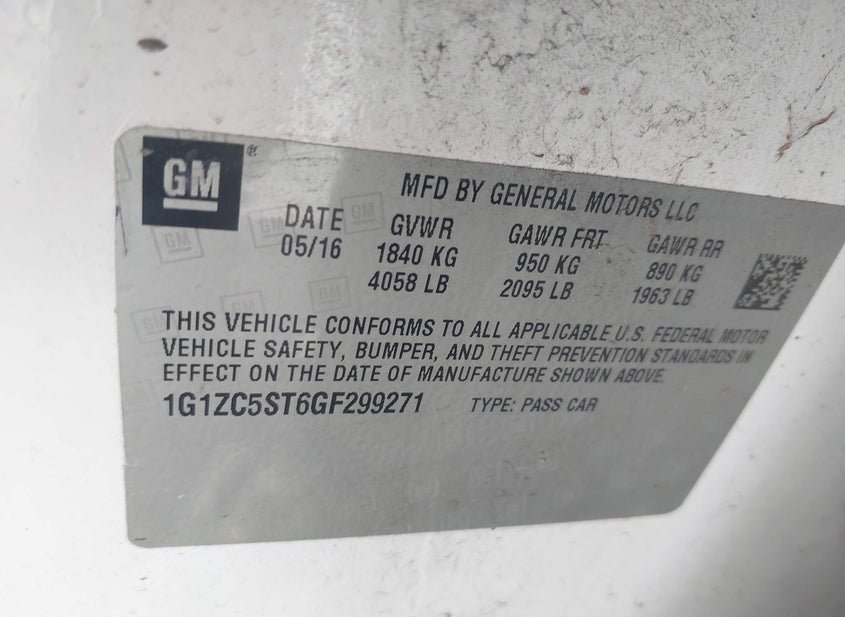 GM®
MFD BY GENERAL MOTORS LLC
DATE GVWR GAWR FRT GAWR RR
05/16 1840 KG 950 KG 890 KG
4058 LB 2095 LB 1963 LB
THIS VEHICLE CONFORMS TO ALL APPLICABLE U.S. FEDERAL MOTOR
VEHICLE SAFETY, BUMPER, AND THEFT PREVENTION STANDARDS IN
EFFECT ON THE DATE OF MANUFACTURE SHOWN ABOVE.
1G1ZC5ST6GF299271 TYPE: PASS CAR